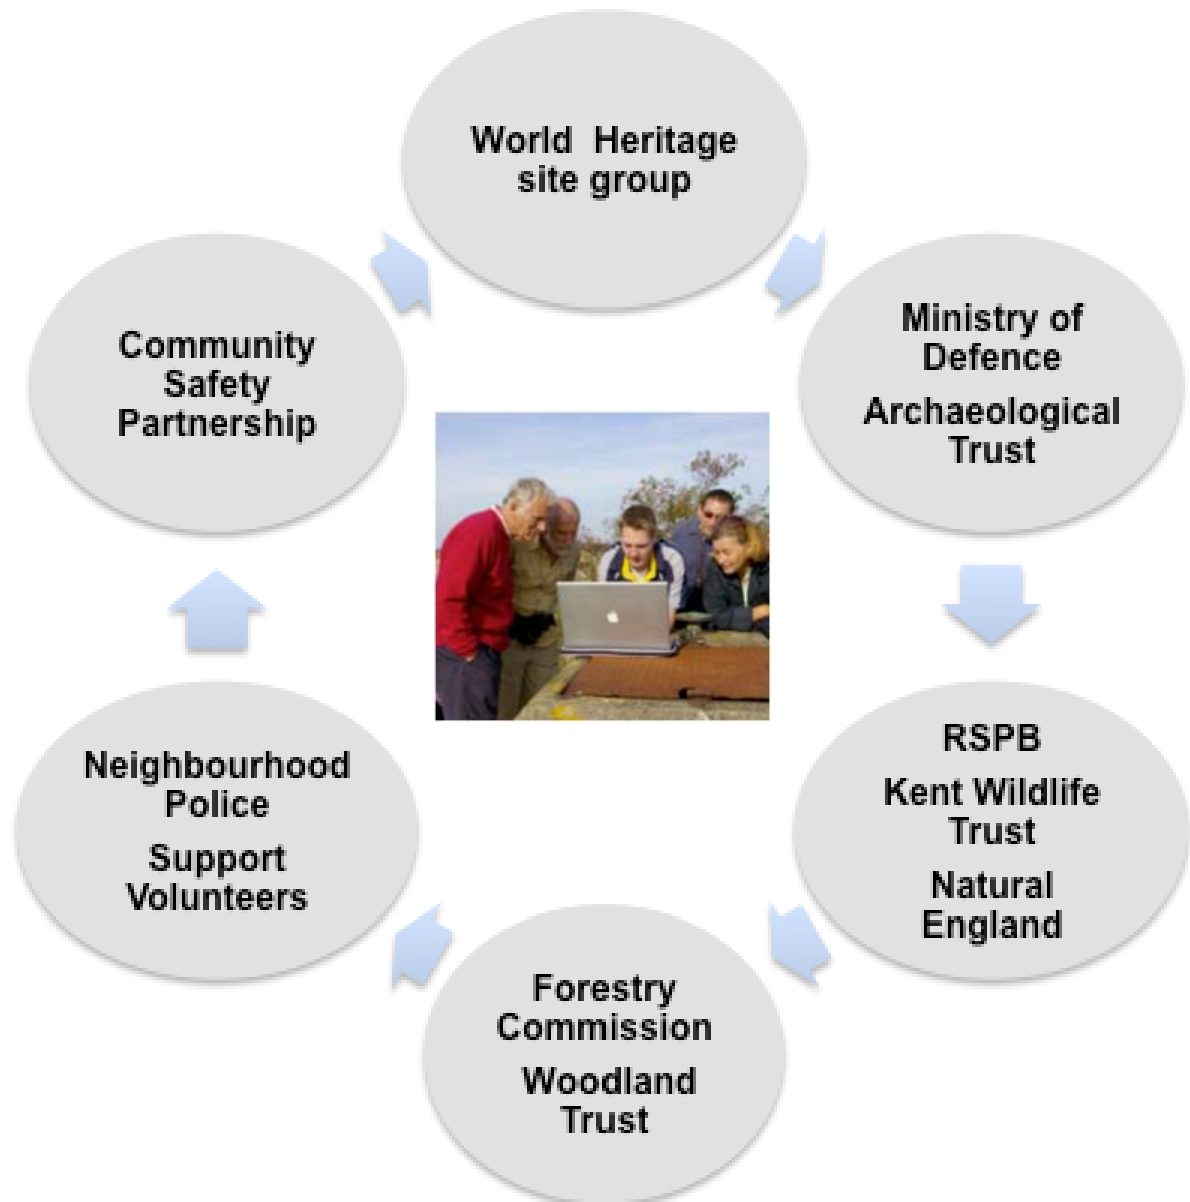 World Heritage
site group
Ministry of
Defence
Archaeological
Trust
RSPB
Kent Wildlife
Trust
Natural
England
Forestry
Commission
Woodland
Trust
Neighbourhood
Police
Support
Volunteers
Community
Safety
Partnership